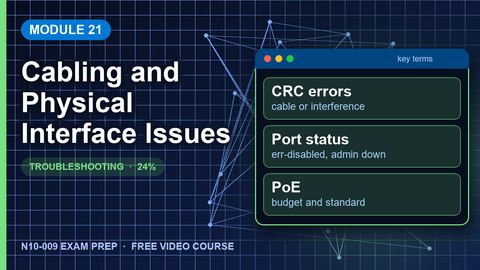 MODULE 21
Cabling and
Physical
Interface Issues
TROUBLESHOOTING · 24%
N10-009 EXAM PREP · FREE VIDEO COURSE
key terms
CRC errors
cable or interference
Port status
err-disabled, admin down
PoE
budget and standard